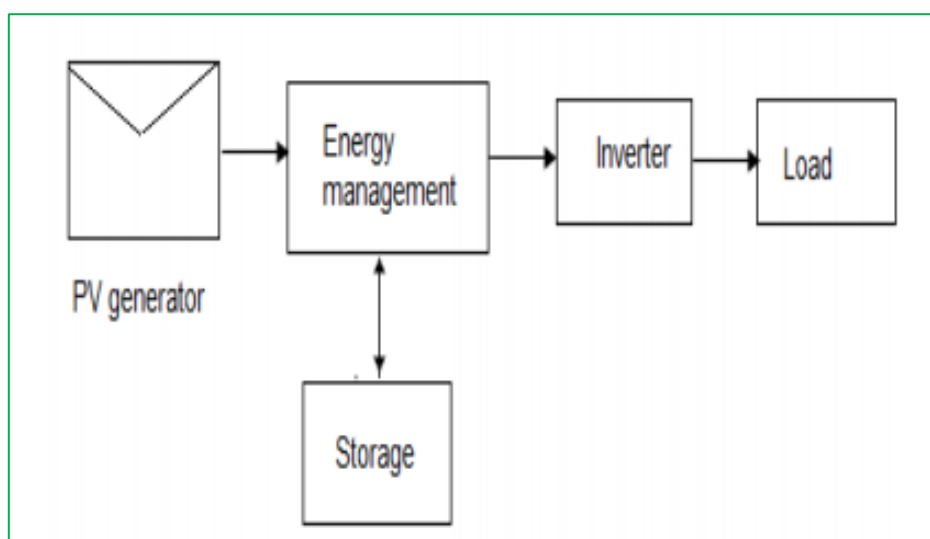 Energy
management
Inverter
Load
PV generator
Storage